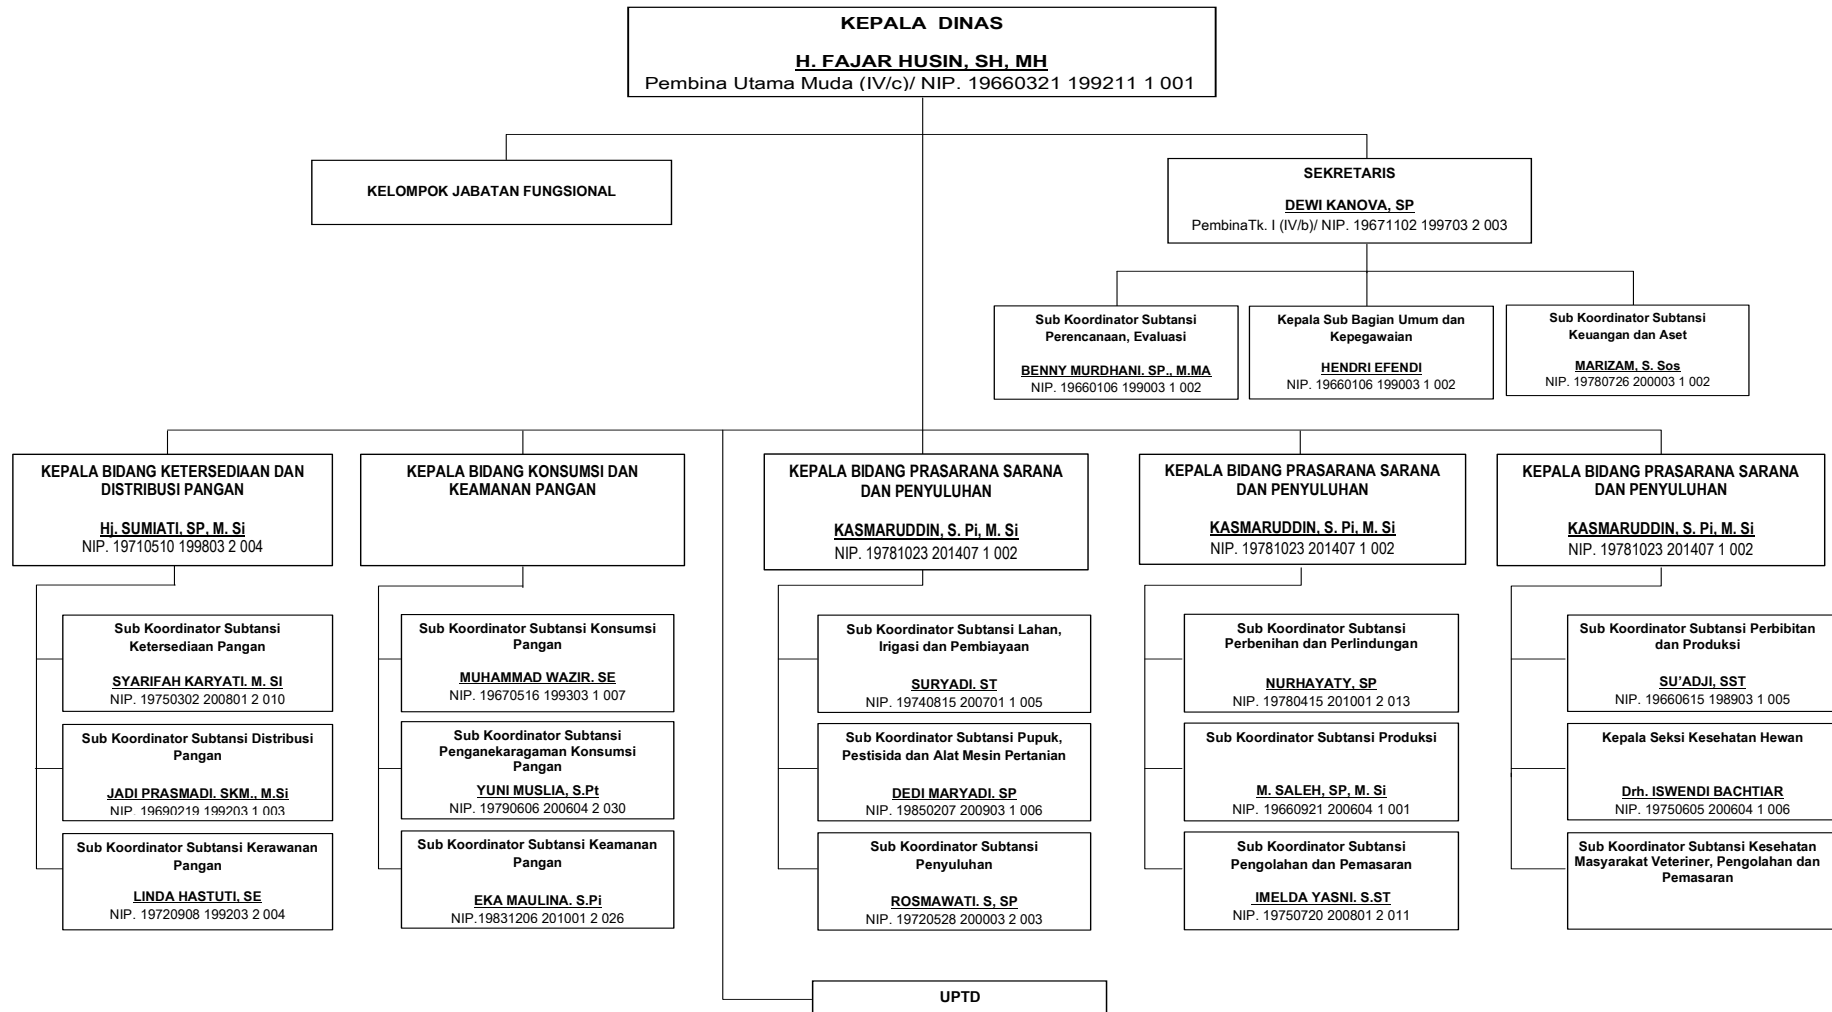 KEPALA DINAS
H. FAJAR HUSIN, SH, MH
Pembina Utama Muda (IV/c)/ NIP. 19660321 199211 1 001
KELOMPOK JABATAN FUNGSIONAL
SEKRETARIS
DEWI KANOVA, SP
PembinaTk. I (IV/b)/ NIP. 19671102 199703 2 003
Sub Koordinator Subtansi
Perencanaan, Evaluasi
BENNY MURDHANI. SP., M.MA
NIP. 19660106 199003 1 002
Kepala Sub Bagian Umum dan
Kepegawaian
HENDRI EFENDI
NIP. 19660106 199003 1 002
Sub Koordinator Subtansi
Keuangan dan Aset
MARIZAM, S. Sos
NIP. 19780726 200003 1 002
KEPALA BIDANG KETERSEDIAAN DAN
DISTRIBUSI PANGAN
Hj. SUMIATI, SP, M. Si
NIP. 19710510 199803 2 004
Sub Koordinator Subtansi
Ketersediaan Pangan
SYARIFAH KARYATI. M. SI
NIP. 19750302 200801 2 010
Sub Koordinator Subtansi Distribusi
Pangan
JADI PRASMADI. SKM., M.Si
NIP. 19690219 199203 1 003
Sub Koordinator Subtansi Kerawanan
Pangan
LINDA HASTUTI, SE
NIP. 19720908 199203 2 004
KEPALA BIDANG KONSUMSI DAN
KEAMANAN PANGAN
Sub Koordinator Subtansi Konsumsi
Pangan
MUHAMMAD WAZIR. SE
NIP. 19670516 199303 1 007
Sub Koordinator Subtansi
Penganekaragaman Konsumsi
Pangan
YUNI MUSLIA, S.Pt
NIP. 19790606 200604 2 030
Sub Koordinator Subtansi Keamanan
Pangan
EKA MAULINA. S.Pi
NIP.19831206 201001 2 026
KEPALA BIDANG PRASARANA SARANA
DAN PENYULUHAN
KASMARUDDIN, S. Pi, M. Si
NIP. 19781023 201407 1 002
Sub Koordinator Subtansi Lahan,
Irigasi dan Pembiayaan
SURYADI. ST
NIP. 19740815 200701 1 005
Sub Koordinator Subtansi Pupuk,
Pestisida dan Alat Mesin Pertanian
DEDI MARYADI. SP
NIP. 19850207 200903 1 006
Sub Koordinator Subtansi
Penyuluhan
ROSMAWATI. S, SP
NIP. 19720528 200003 2 003
KEPALA BIDANG PRASARANA SARANA
DAN PENYULUHAN
KASMARUDDIN, S. Pi, M. Si
NIP. 19781023 201407 1 002
Sub Koordinator Subtansi
Perbenihan dan Perlindungan
NURHAYATY, SP
NIP. 19780415 201001 2 013
Sub Koordinator Subtansi Produksi
M. SALEH, SP, M. Si
NIP. 19660921 200604 1 001
Sub Koordinator Subtansi
Pengolahan dan Pemasaran
IMELDA YASNI. S.ST
NIP. 19750720 200801 2 011
KEPALA BIDANG PRASARANA SARANA
DAN PENYULUHAN
KASMARUDDIN, S. Pi, M. Si
NIP. 19781023 201407 1 002
Sub Koordinator Subtansi Perbibitan
dan Produksi
SU'ADJI, SST
NIP. 19660615 198903 1 005
Kepala Seksi Kesehatan Hewan
Drh. ISWENDI BACHTIAR
NIP. 19750605 200604 1 006
Sub Koordinator Subtansi Kesehatan
Masyarakat Veteriner, Pengolahan dan
Pemasaran
UPTD